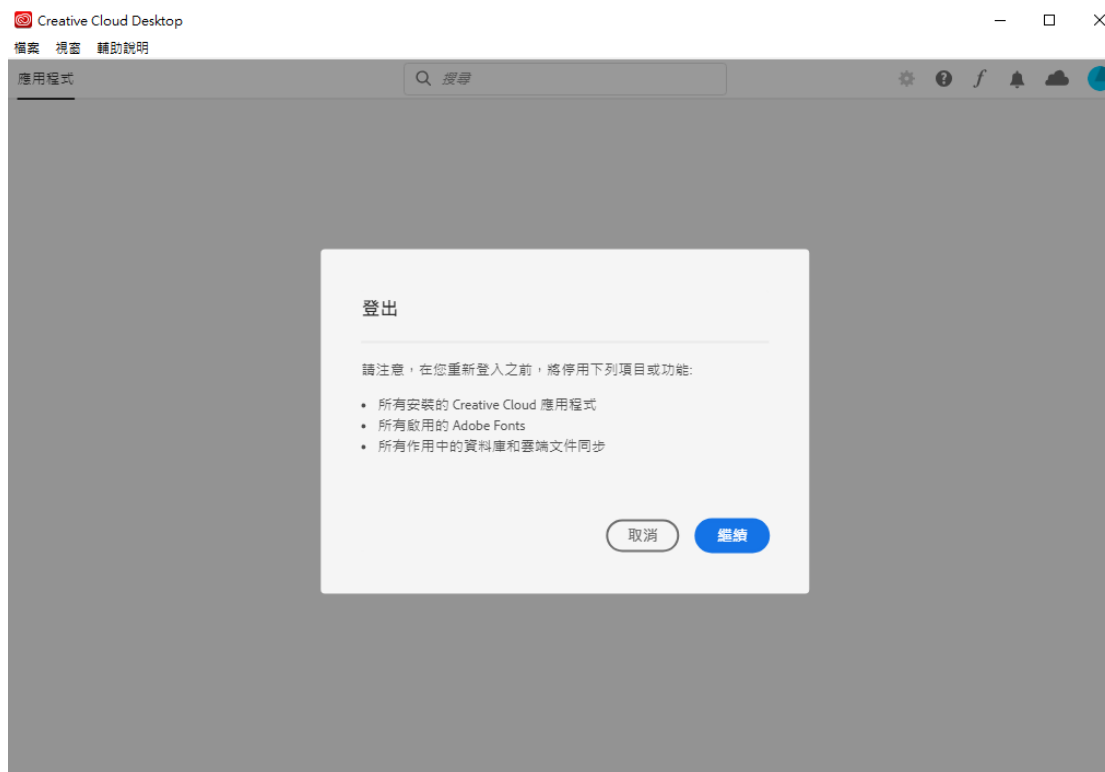 Creative Cloud Desktop
檔案 視窗 輔助說明
應用程式
搜尋
登出
請注意,在您重新登入之前,將停用下列項目或功能:
• 所有安裝的 Creative Cloud 應用程式
• 所有啟用的 Adobe Fonts
• 所有作用中的資料庫和雲端文件同步
取消 繼續